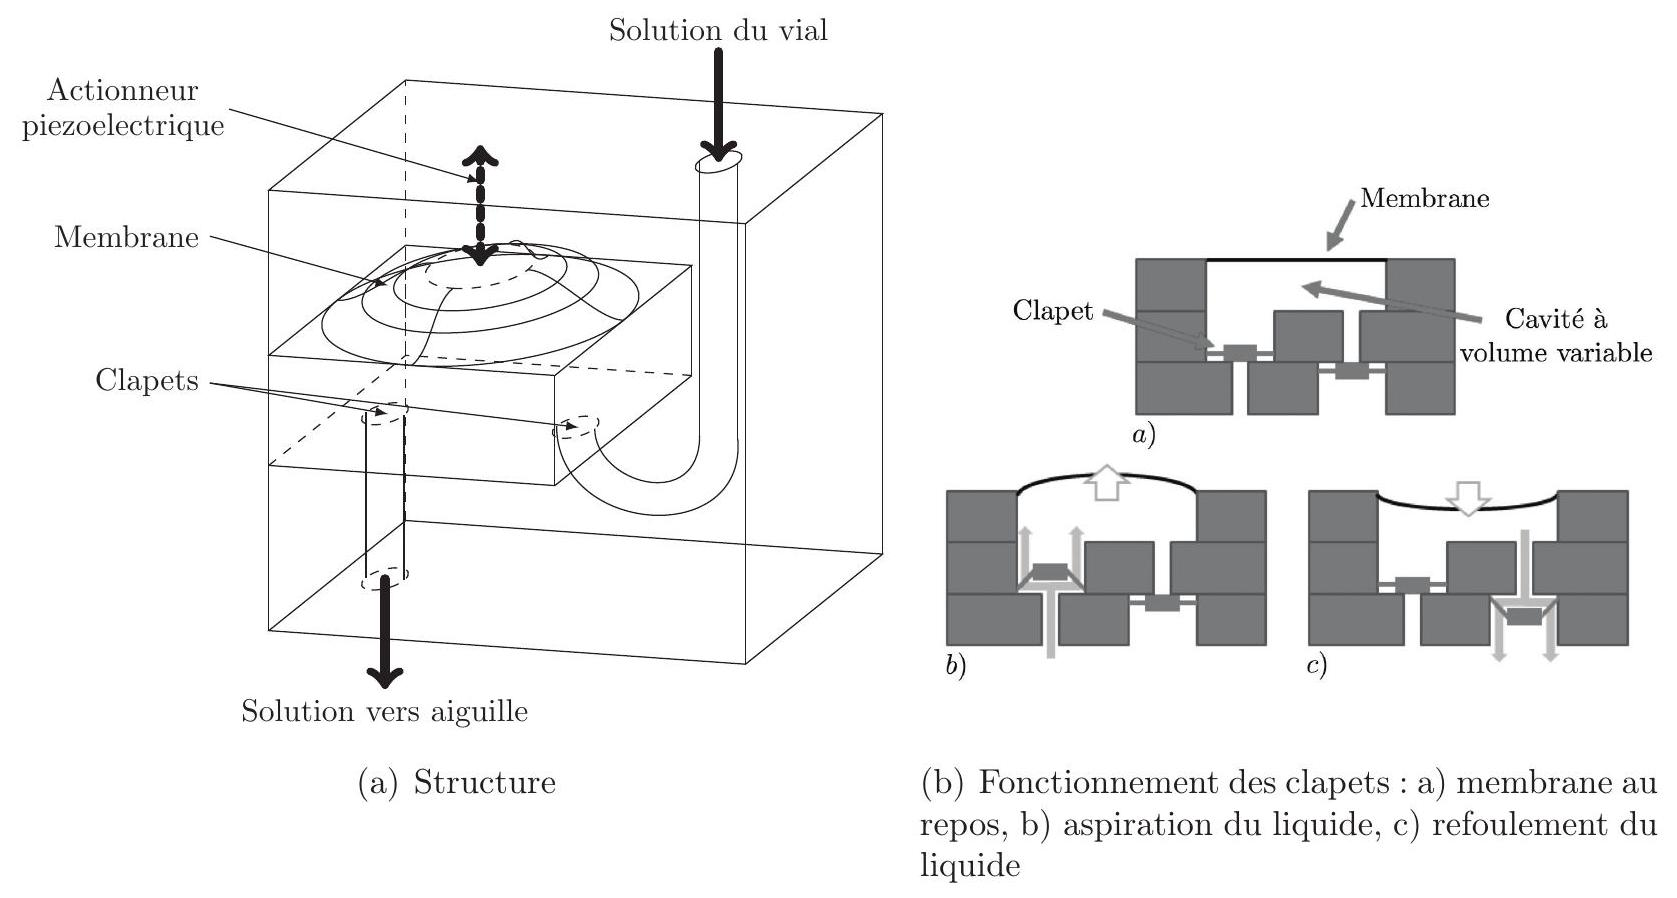 Solution du vial
Actionneur
piezoelectrique
Membrane
Clapets
Solution vers aiguille
(a) Structure
Membrane
Clapet
Cavité à
volume variable
a)
b)
c)
(b) Fonctionnement des clapets : a) membrane au
repos, b) aspiration du liquide, c) refoulement du
liquide